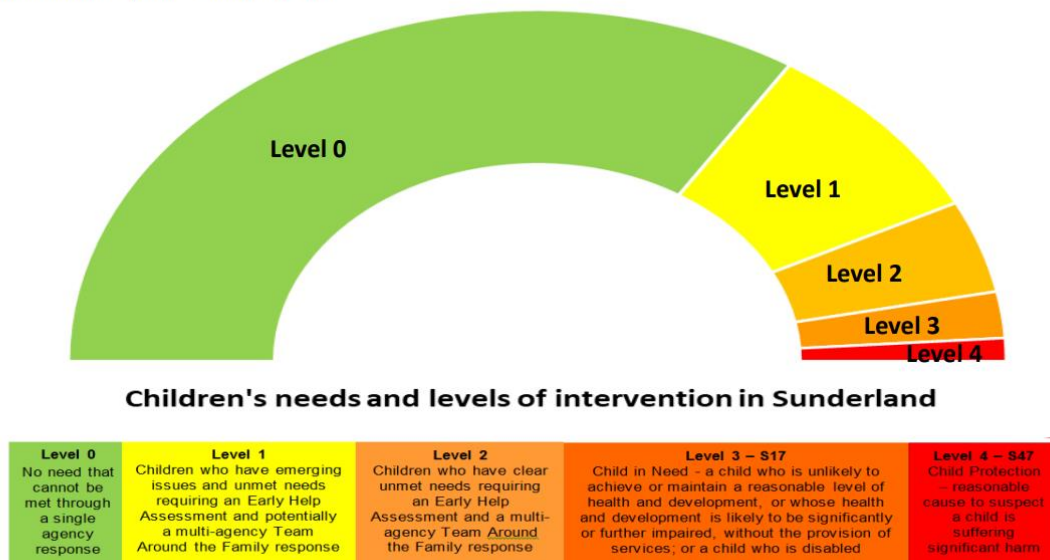 Level 0
Level 1
Level 2
Level 3
Level 4
Children's needs and levels of intervention in Sunderland
Level 0
No need that
cannot be
met through
a single
agency
response
Level 1
Children who have emerging
issues and unmet needs
requiring an Early Help
Assessment and potentially
a multi-agency Team
Around the Family response
Level 2
Children who have clear
unmet needs requiring
an Early Help
Assessment and a multi-
agency Team Around
the Family response
Level 3 – S17
Child in Need - a child who is unlikely to
achieve or maintain a reasonable level of
health and development, or whose health
and development is likely to be significantly
or further impaired, without the provision of
services; or a child who is disabled
Level 4 – S47
Child Protection
– reasonable
cause to suspect
a child is
suffering
significant harm